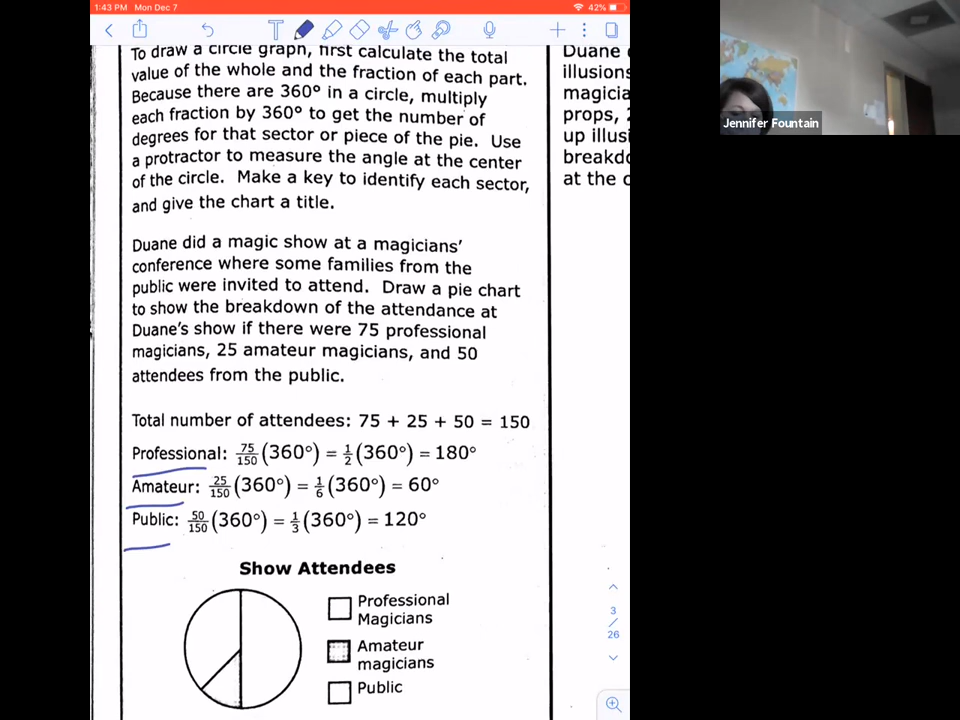 1:43 PM Mon Dec 7
42%
To draw a circle graph, first calculate the total
value of the whole and the fraction of each part.
Because there are 360° in a circle, multiply
each fraction by 360° to get the number of
degrees for that sector or piece of the pie. Use
a protractor to measure the angle at the center
of the circle. Make a key to identify each sector,
and give the chart a title.
Duane did a magic show at a magicians'
conference where some families from the
public were invited to attend. Draw a pie chart
to show the breakdown of the attendance at
Duane's show if there were 75 professional
magicians, 25 amateur magicians, and 50
attendees from the public.
Total number of attendees: 75 + 25 + 50 = 150
Professional: 75/150 (360°) = 1/2 (360°) = 180°
Amateur: 25/150 (360°) = 1/6 (360°) = 60°
Public: 50/150 (360°) = 1/3 (360°) = 120°
Show Attendees
Professional
Magicians
Amateur
magicians
Public
Duane
illusions
magicia
props,
up illusi
breakdo
at the
3
/
26
Jennifer Fountain